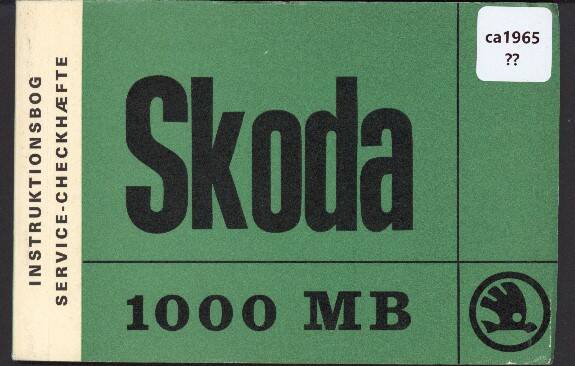 INSTRUKTIONSBOG
SERVICE-CHECKHÆFTE
Skoda
1000 MB
ca1965
??